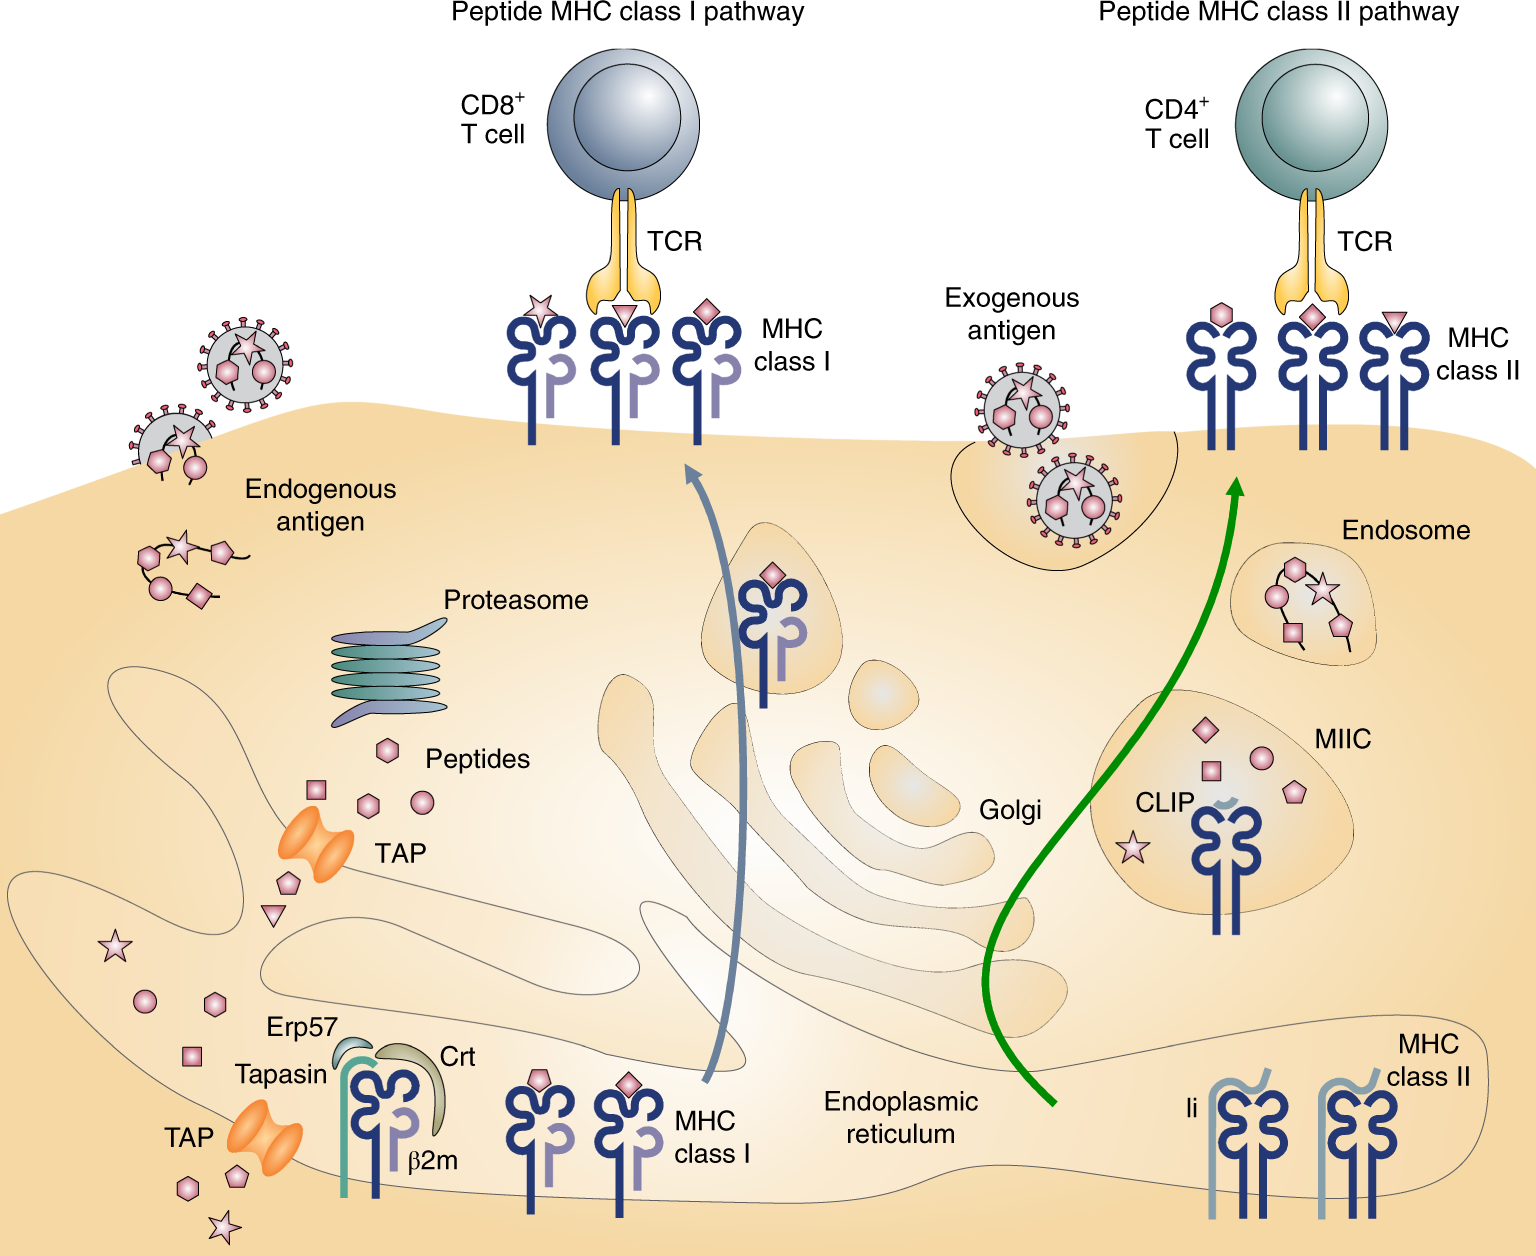 Peptide MHC class I pathway
Peptide MHC class II pathway
CD8+
T cell
CD4+
T cell
TCR
TCR
MHC
class I
Exogenous
antigen
MHC
class II
Endogenous
antigen
Endosome
Proteasome
Peptides
MIIC
CLIP
Golgi
TAP
Erp57
Crt
Tapasin
MHC
class II
TAP
β2m
MHC
class I
Endoplasmic
reticulum
li